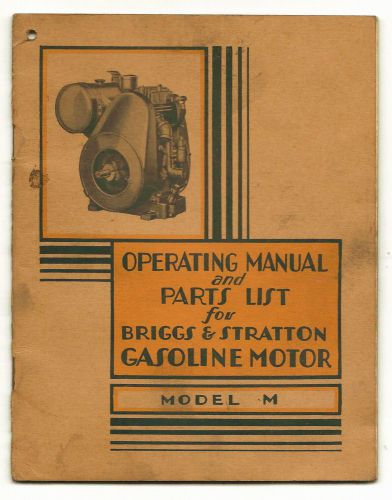 OPERATING MANUAL
and
PARTS LIST
for
BRIGGS & STRATTON
GASOLINE MOTOR
MODEL M